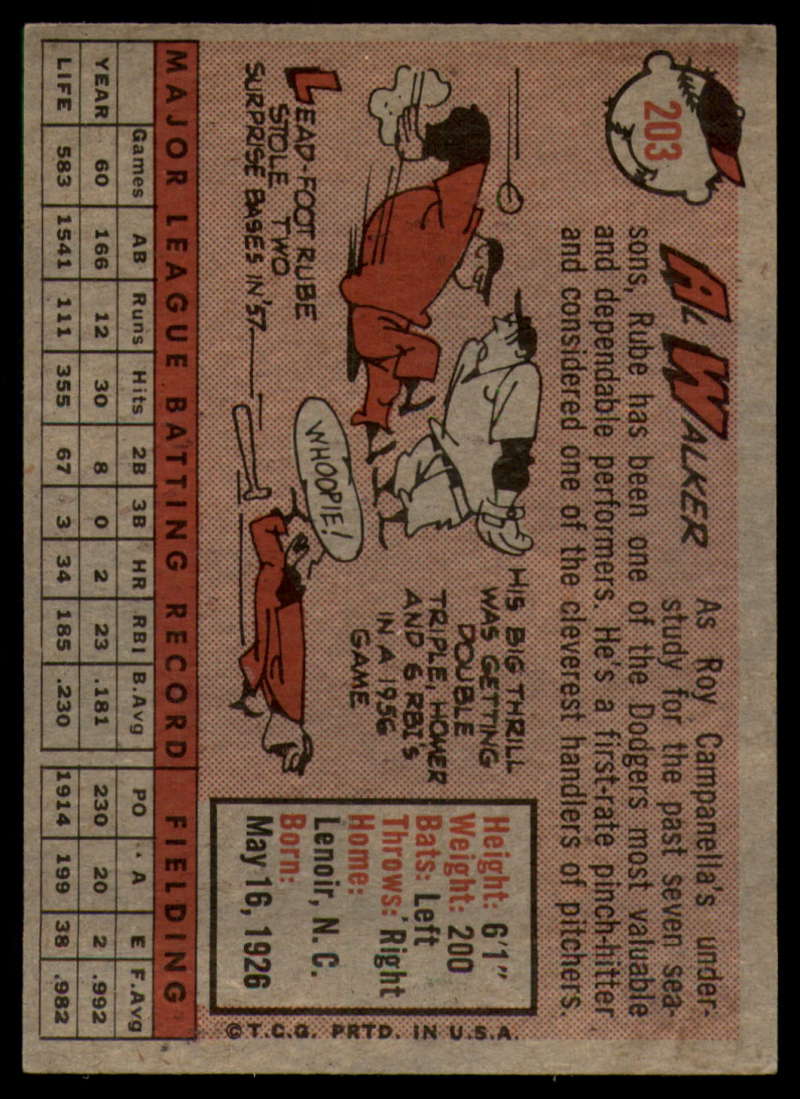 203
AL WALKER
As Roy Campanella's under-
study for the past seven sea-
sons, Rube has been one of the Dodgers most valuable
and dependable performers. He's a first-rate pinch-hitter
and considered one of the cleverest handlers of pitchers.
LEAD-FOOT RUBE
STOLE TWO
SURPRISE BASES IN '57
WHOOPIE!
HIS BIG THRILL
WAS GETTING
DOUBLE
TRIPLE, HOMER
AND 6 RBI'S
IN A 1956
GAME
Height: 6'1"
Weight: 200
Bats: Left
Throws: Right
Home:
Lenoir, N. C.
Born:
May 16, 1926
© T.C.G. PRTD. IN U.S.A.
MAJOR LEAGUE BATTING RECORD FIELDING
Games AB Runs Hits 2B 3B HR RBI B.Avg PO A E F.Avg
YEAR 60 166 12 30 8 0 2 23 .181 230 20 2 .992
LIFE 583 1541 111 355 67 3 34 185 .230 1914 199 38 .982